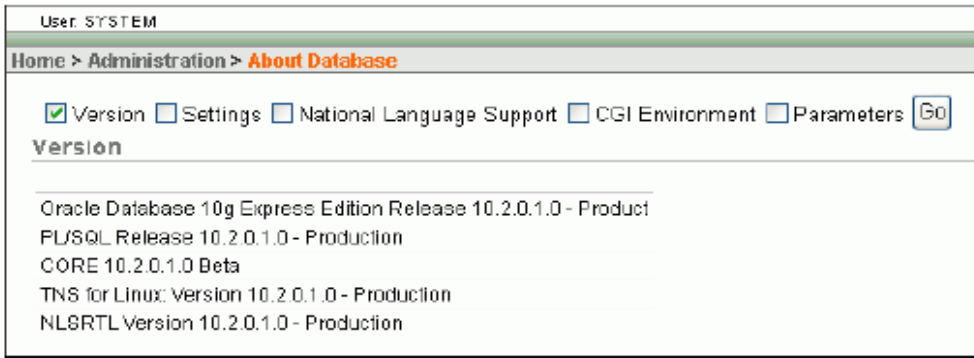 User: SYSTEM
Home > Administration > About Database
Version Settings National Language Support CGI Environment Parameters Go
Version
Oracle Database 10g Express Edition Release 10.2.0.1.0 - Product
PL/SQL Release 10.2.0.1.0 - Production
CORE 10.2.0.1.0 Beta
TNS for Linux: Version 10.2.0.1.0 - Production
NLSRTL Version 10.2.0.1.0 - Production